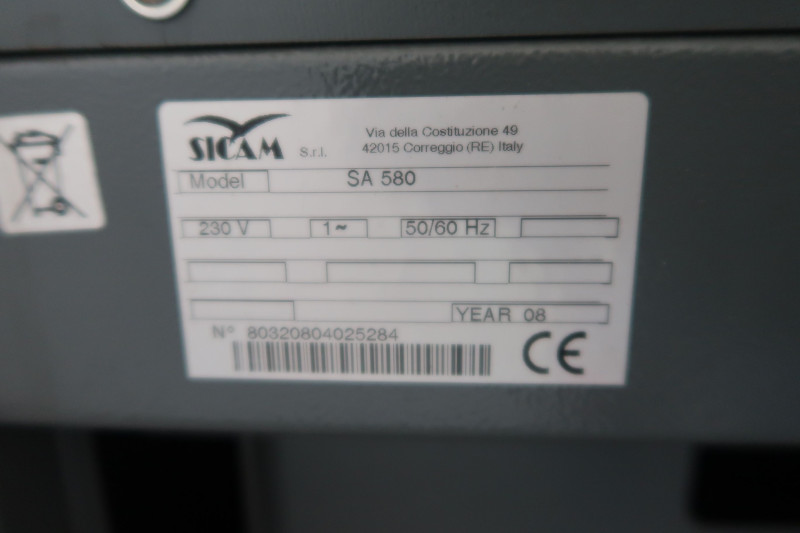 SICAM S.r.l.
Via della Costituzione 49
42015 Correggio (RE) Italy
Model SA 580
230 V 1~ 50/60 Hz
YEAR 08
N° 80320804025284
CE